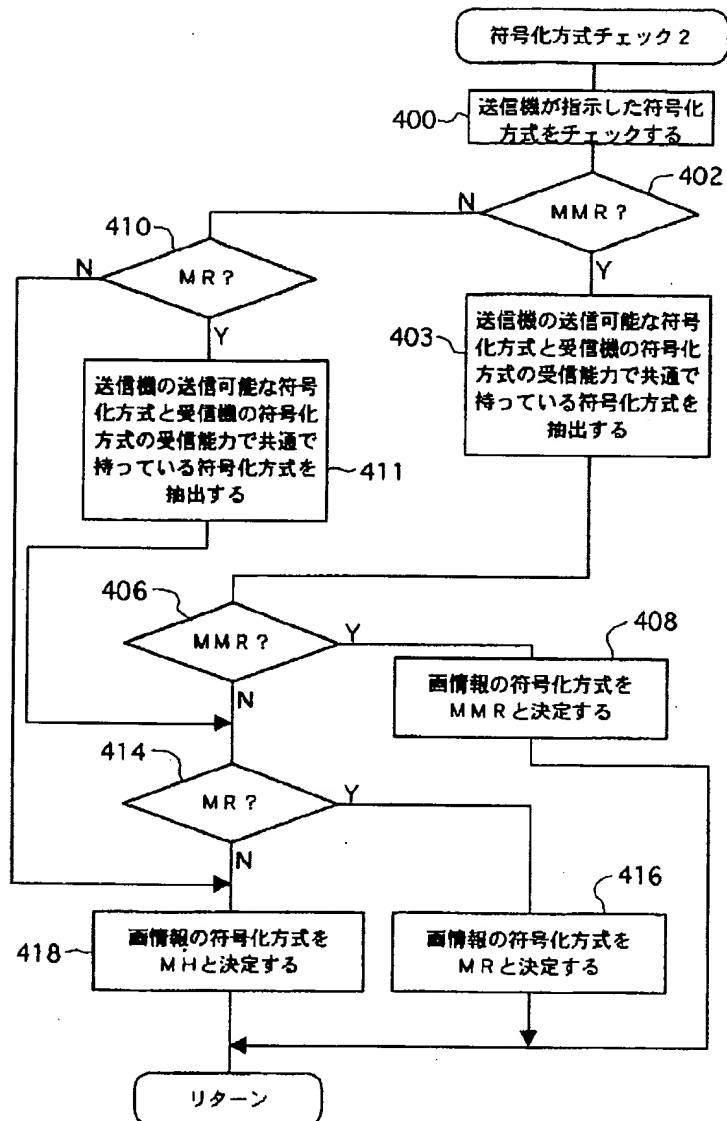 符号化方式チェック２
400
送信機が指示した符号化
方式をチェックする
402
N
ＭＭＲ？
Y
410
N
ＭＲ？
Y
403
送信機の送信可能な符号
化方式と受信機の符号化
方式の受信能力で共通で
持っている符号化方式を
抽出する
送信機の送信可能な符号
化方式と受信機の符号化
方式の受信能力で共通で
持っている符号化方式を
抽出する
411
406
ＭＭＲ？
Y
N
408
画情報の符号化方式を
ＭＭＲと決定する
414
ＭＲ？
Y
N
416
418
画情報の符号化方式を
ＭＨと決定する
画情報の符号化方式を
ＭＲと決定する
リターン